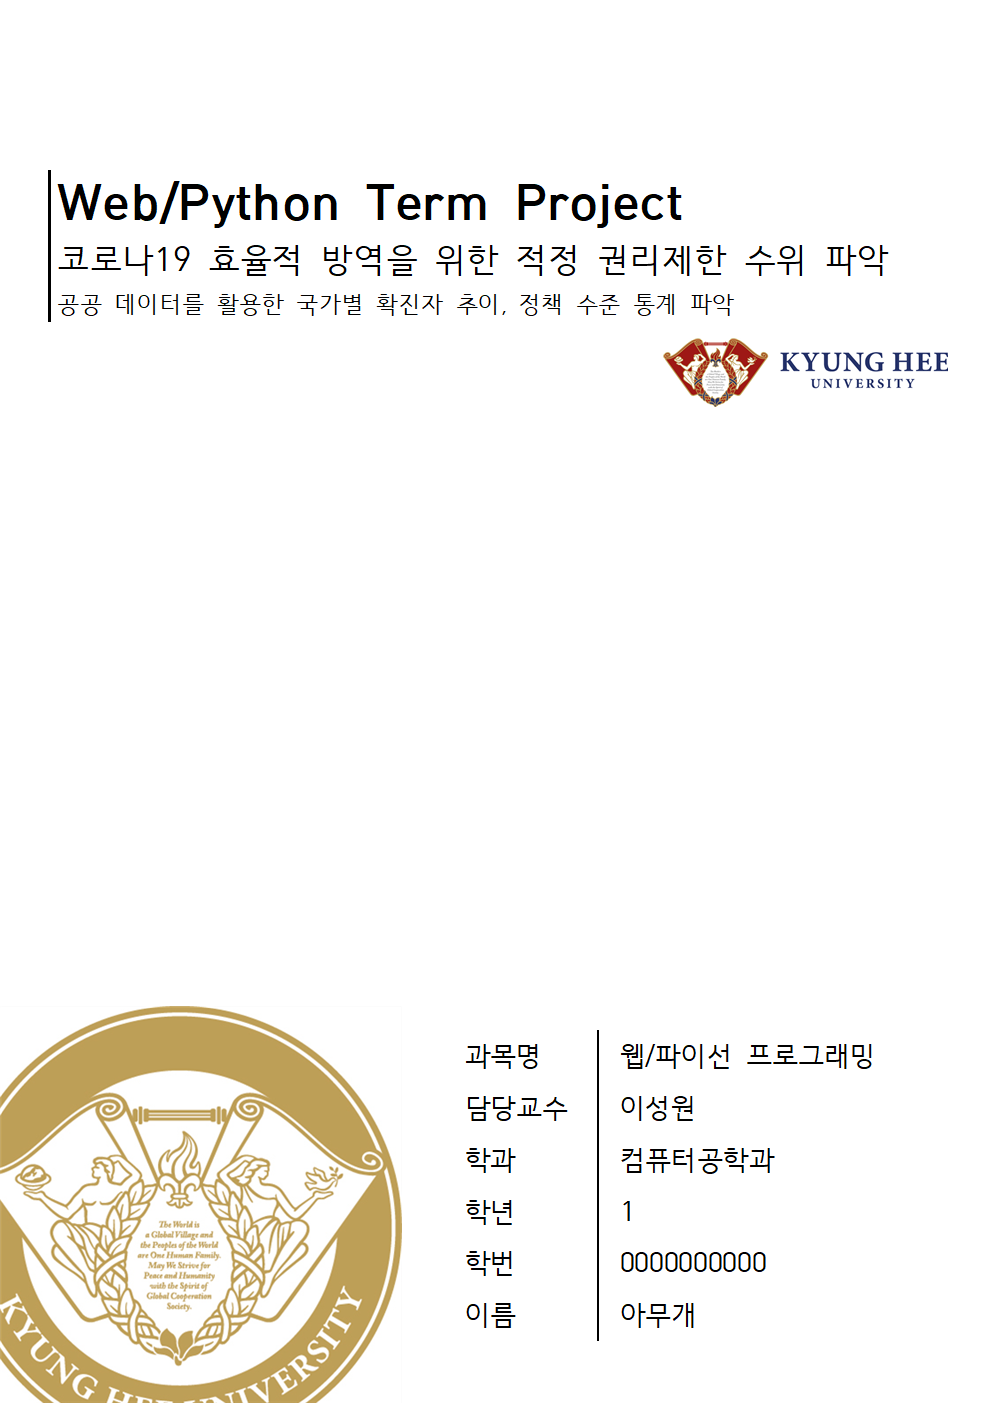 Web/Python Term Project
코로나19 효율적 방역을 위한 적정 권리제한 수위 파악
공공 데이터를 활용한 국가별 확진자 추이, 정책 수준 통계 파악
KYUNG HEE
UNIVERSITY
과목명 웹/파이선 프로그래밍
담당교수 이성원
학과 컴퓨터공학과
학년 1
학번 0000000000
이름 아무개
The World is
a Global Village and
the Peoples of the World
are One Human Family.
May We Strive for
Peace and Humanity
with the Spirit of
Global Cooperation
Society.
KYUNG HEE UNIVERSITY